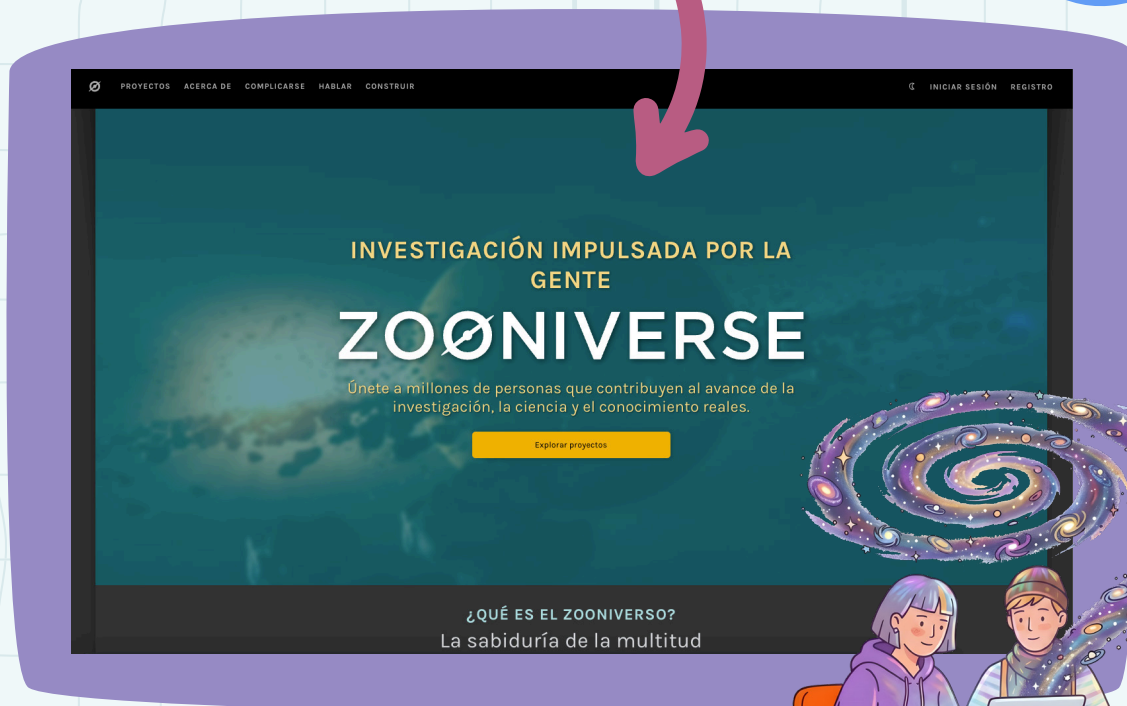 PROYECTOS ACERCA DE COMPLICARSE HABLAR CONSTRUIR INICIAR SESIÓN REGISTRO
INVESTIGACIÓN IMPULSADA POR LA
GENTE
ZOONIVERSE
Únete a millones de personas que contribuyen al avance de la
investigación, la ciencia y el conocimiento reales.
Explorar proyectos
¿QUÉ ES EL ZOONIVERSO?
La sabiduría de la multitud